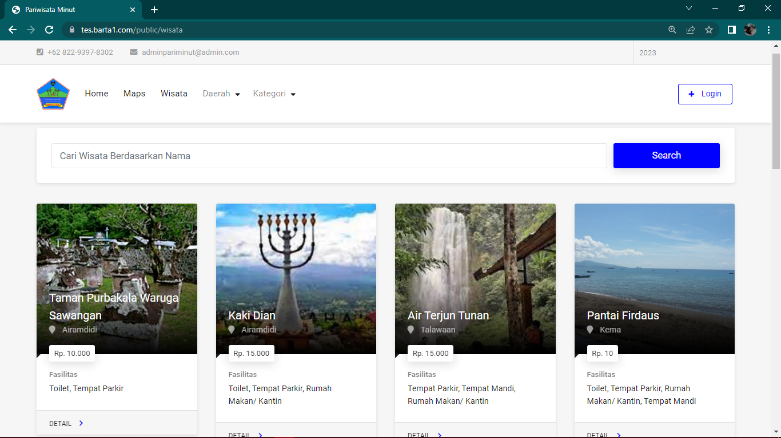 Pariwisata Minut
tes.barta1.com/public/wisata
+62 822-9397-8302
adminpariminut@admin.com
2023
Home
Maps
Wisata
Daerah
Kategori
+ Login
Cari Wisata Berdasarkan Nama
Search
Taman Purbakala Waruga
Sawangan
Airamdidi
Rp. 10.000
Fasilitas
Toilet, Tempat Parkir
DETAIL
Kaki Dian
Airamdidi
Rp. 15.000
Fasilitas
Toilet, Tempat Parkir, Rumah
Makan/ Kantin
DETAIL
Air Terjun Tunan
Talawaan
Rp. 15.000
Fasilitas
Tempat Parkir, Tempat Mandi,
Rumah Makan/ Kantin
DETAIL
Pantai Firdaus
Kema
Rp. 10
Fasilitas
Toilet, Tempat Parkir, Rumah
Makan/ Kantin, Tempat Mandi
DETAIL